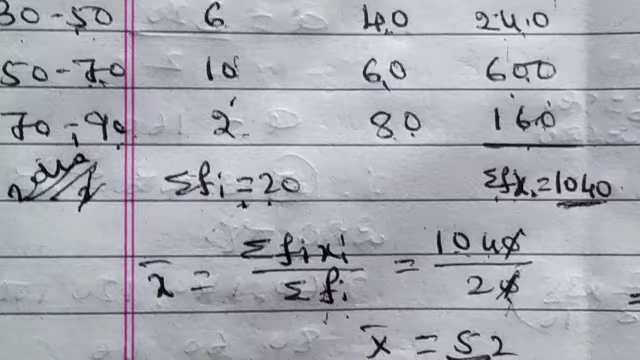 30-50 6 40 240
50-70 10 60 600
70-90 2 80 160
Σfi = 20 Σfxi = 1040
x̄ = Σfixi / Σfi = 1040 / 20
x̄ = 52